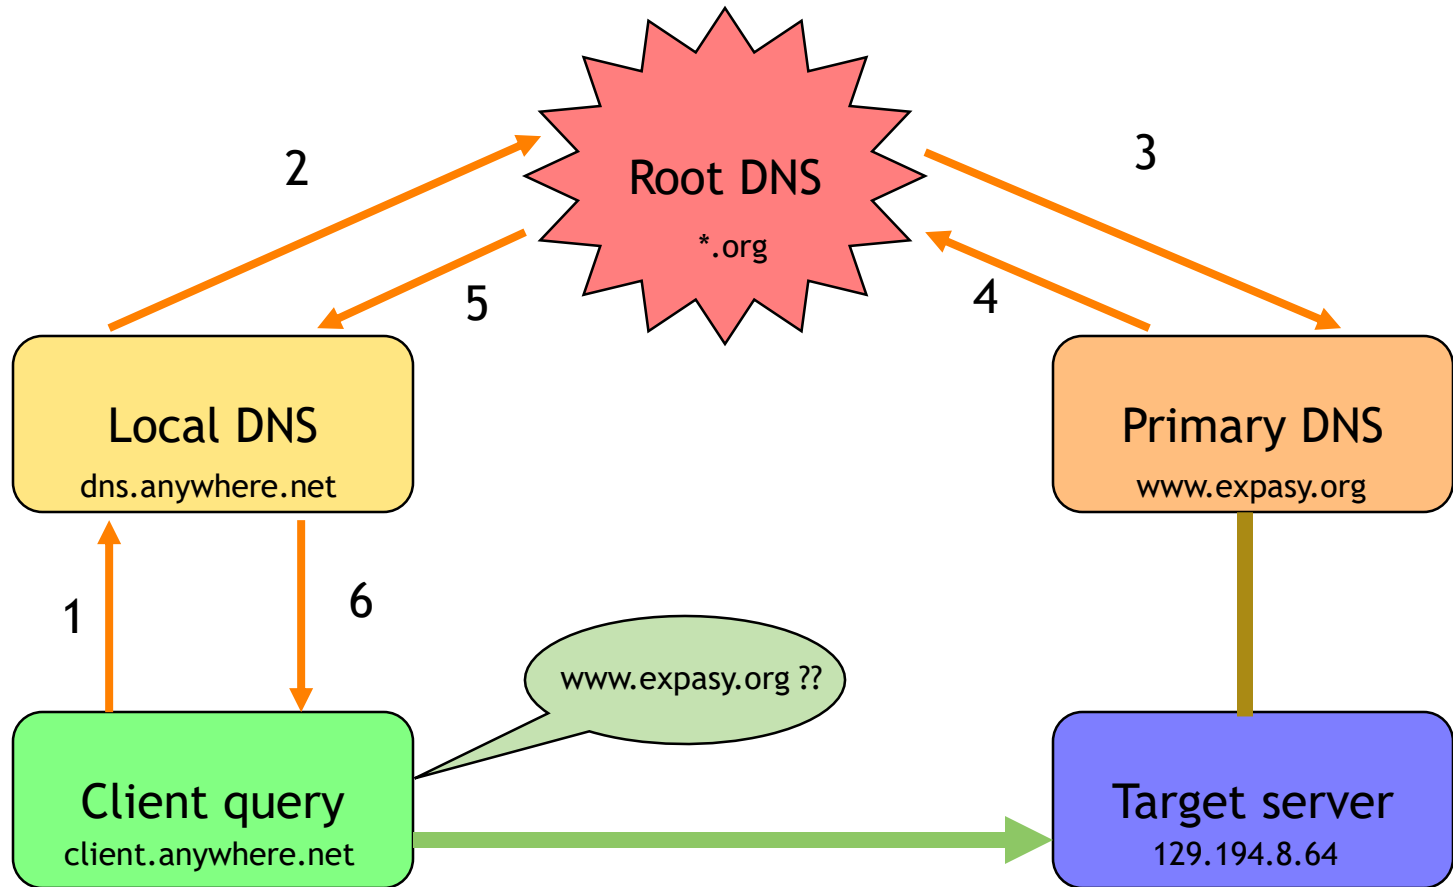 2
Root DNS
*.org
3
5
4
Local DNS
dns.anywhere.net
Primary DNS
www.expasy.org
1
6
www.expasy.org ??
Client query
client.anywhere.net
Target server
129.194.8.64